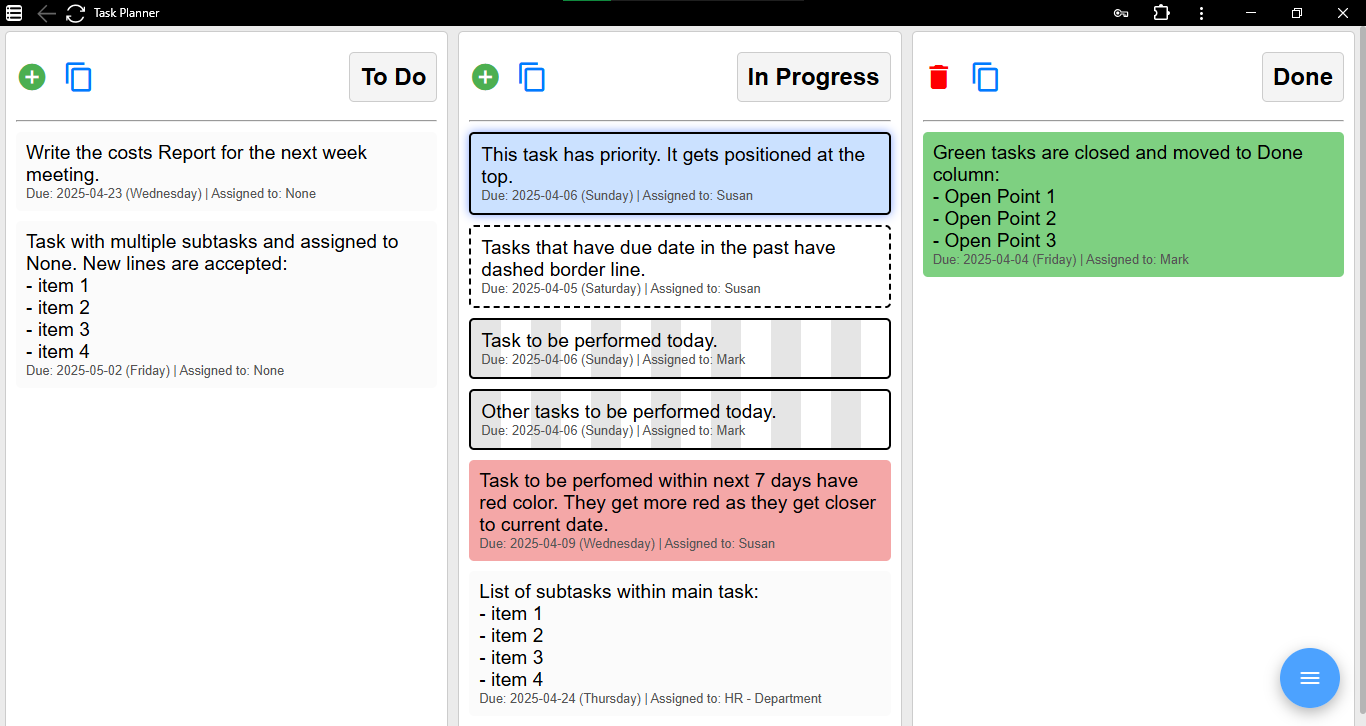 Task Planner
To Do
Write the costs Report for the next week
meeting.
Due: 2025-04-23 (Wednesday) | Assigned to: None
Task with multiple subtasks and assigned to
None. New lines are accepted:
- item 1
- item 2
- item 3
- item 4
Due: 2025-05-02 (Friday) | Assigned to: None
In Progress
This task has priority. It gets positioned at the
top.
Due: 2025-04-06 (Sunday) | Assigned to: Susan
Tasks that have due date in the past have
dashed border line.
Due: 2025-04-05 (Saturday) | Assigned to: Susan
Task to be performed today.
Due: 2025-04-06 (Sunday) | Assigned to: Mark
Other tasks to be performed today.
Due: 2025-04-06 (Sunday) | Assigned to: Mark
Task to be perfomed within next 7 days have
red color. They get more red as they get closer
to current date.
Due: 2025-04-09 (Wednesday) | Assigned to: Susan
List of subtasks within main task:
- item 1
- item 2
- item 3
- item 4
Due: 2025-04-24 (Thursday) | Assigned to: HR - Department
Done
Green tasks are closed and moved to Done
column:
- Open Point 1
- Open Point 2
- Open Point 3
Due: 2025-04-04 (Friday) | Assigned to: Mark